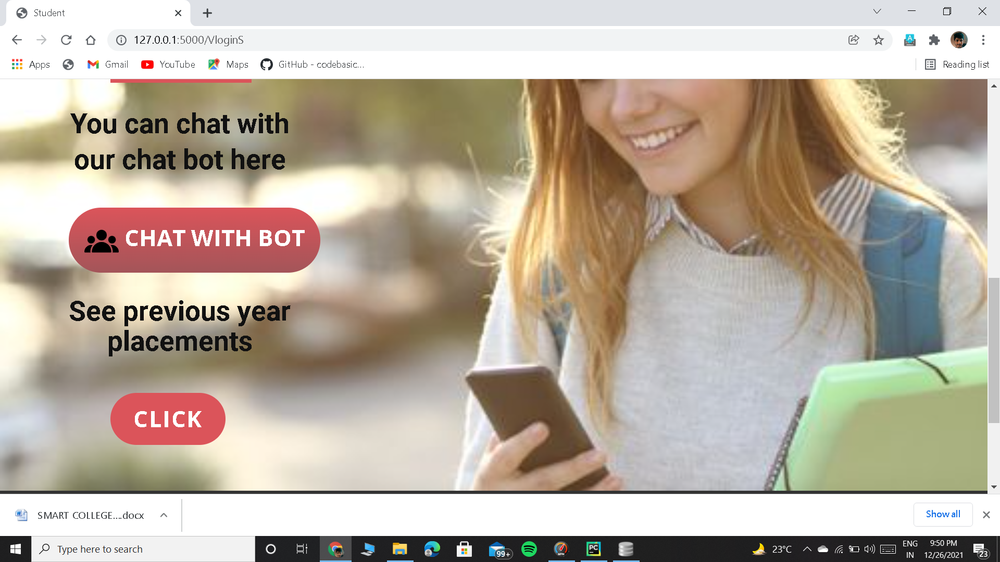 Student
127.0.0.1:5000/VloginS
Apps
Gmail
YouTube
Maps
GitHub - codebasic...
Reading list
You can chat with
our chat bot here
CHAT WITH BOT
See previous year
placements
CLICK
SMART COLLEGE....docx
Show all
Type here to search
99+
23°C
ENG
IN
9:50 PM
12/26/2021
23